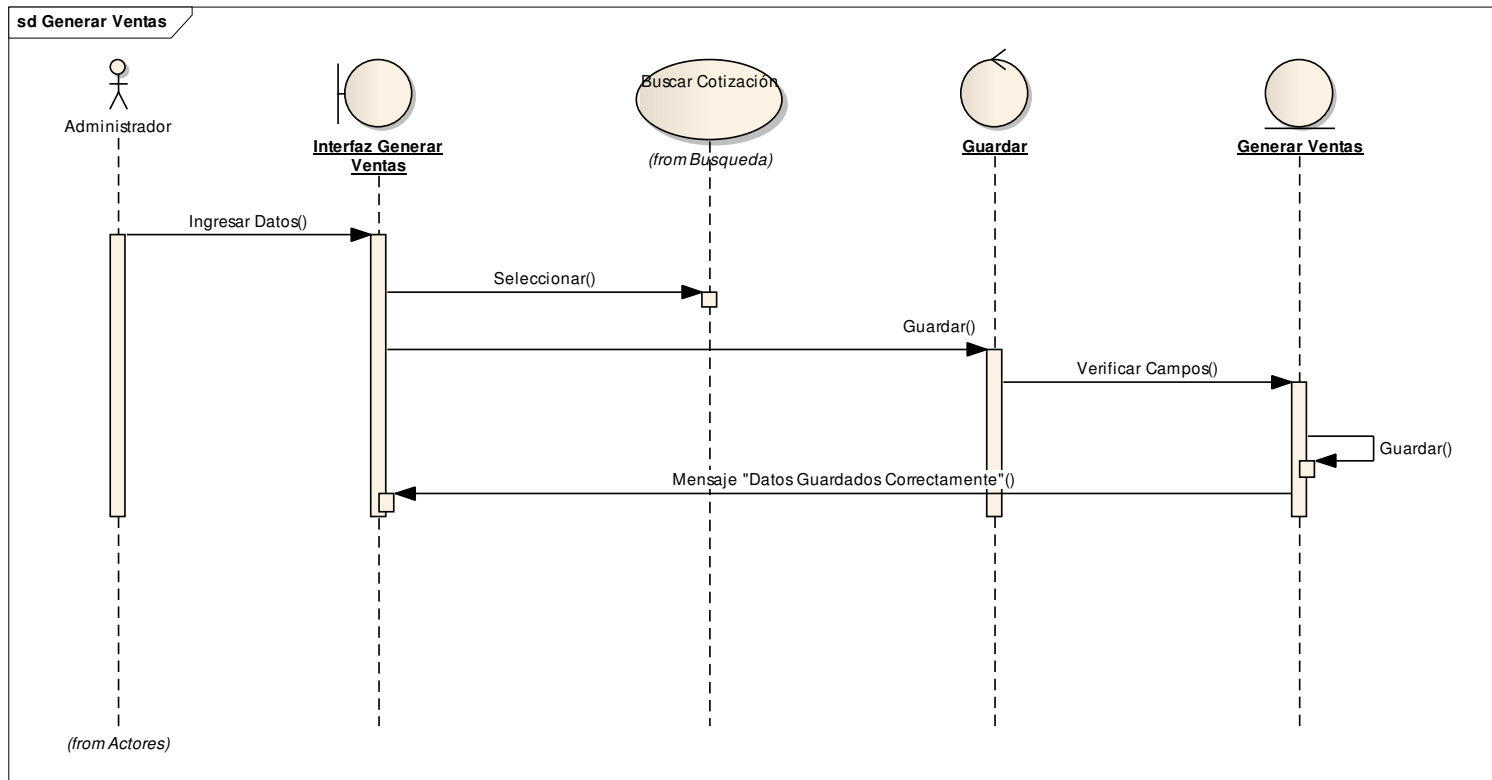 sd Generar Ventas
Administrador
Interfaz Generar
Ventas
Buscar Cotización
(from Busqueda)
Guardar
Generar Ventas
Ingresar Datos()
Seleccionar()
Guardar()
Verificar Campos()
Guardar()
Mensaje "Datos Guardados Correctamente"()
(from Actores)